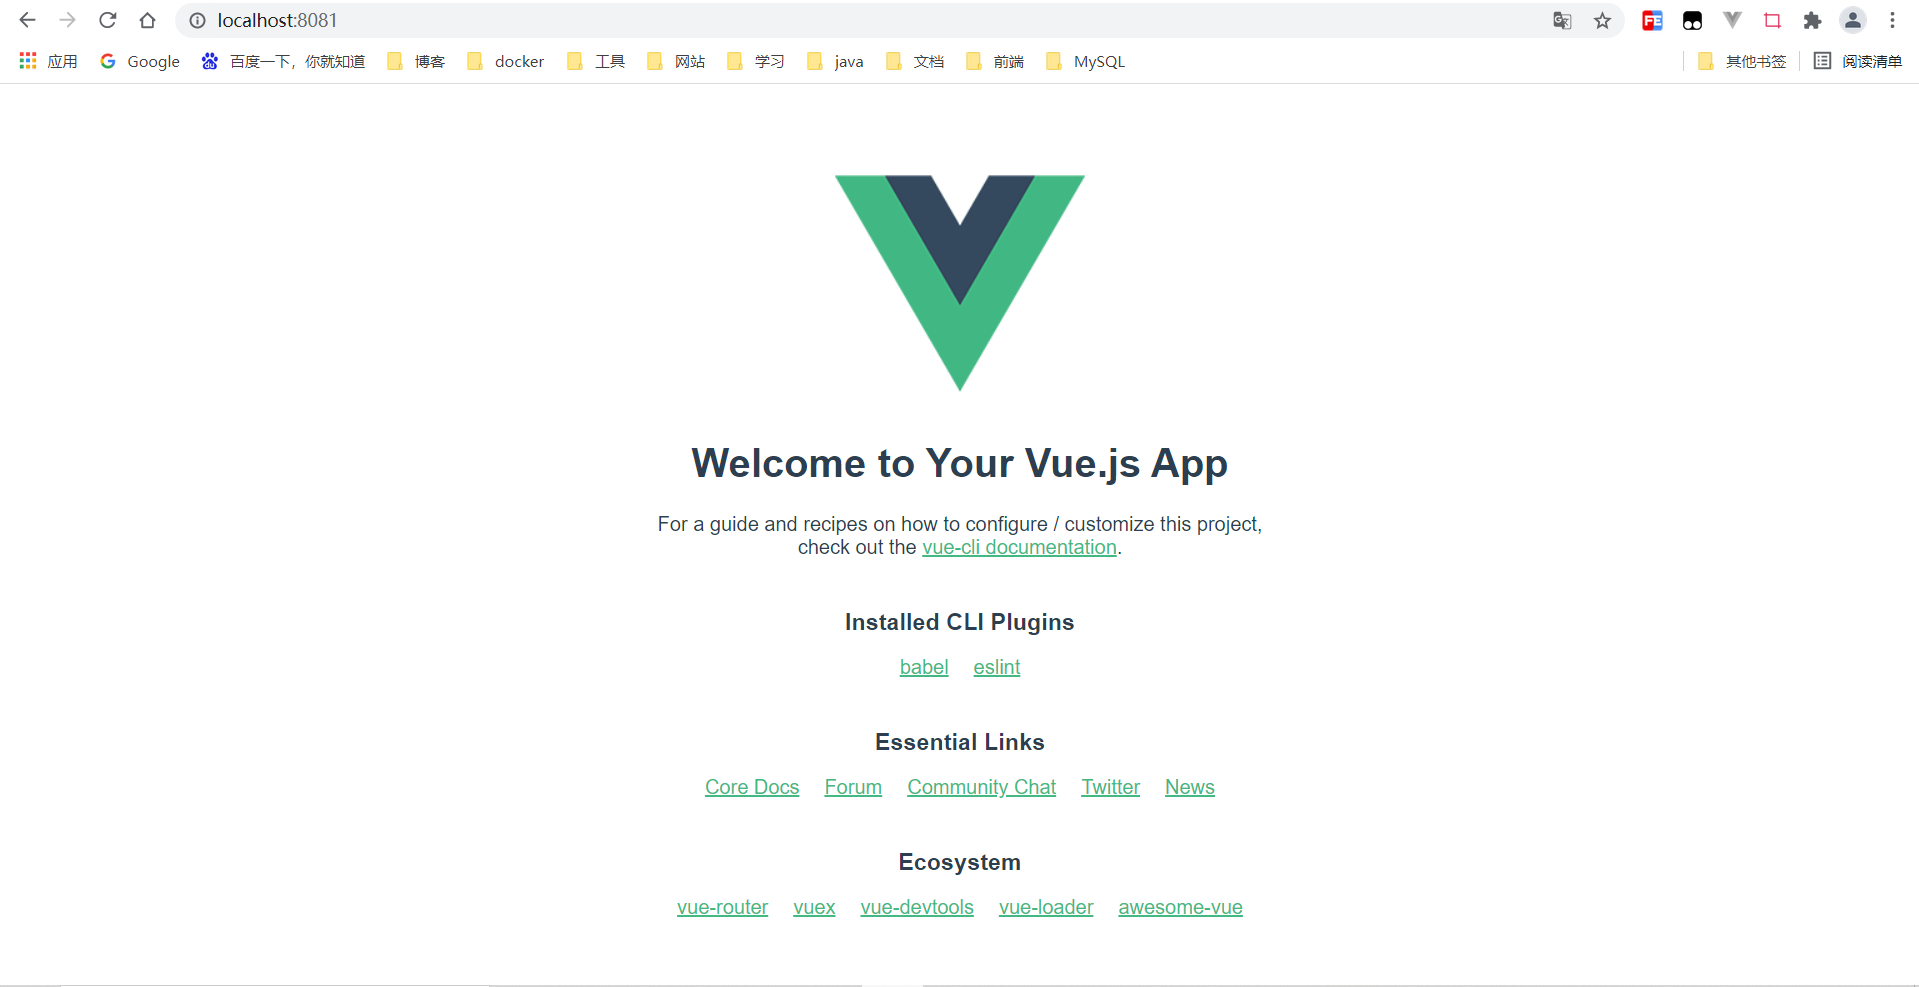 localhost:8081
应用 Google 百度一下，你就知道 博客 docker 工具 网站 学习 java 文档 前端 MySQL 其他书签 阅读清单
Welcome to Your Vue.js App
For a guide and recipes on how to configure / customize this project,
check out the vue-cli documentation.
Installed CLI Plugins
babel eslint
Essential Links
Core Docs Forum Community Chat Twitter News
Ecosystem
vue-router vuex vue-devtools vue-loader awesome-vue